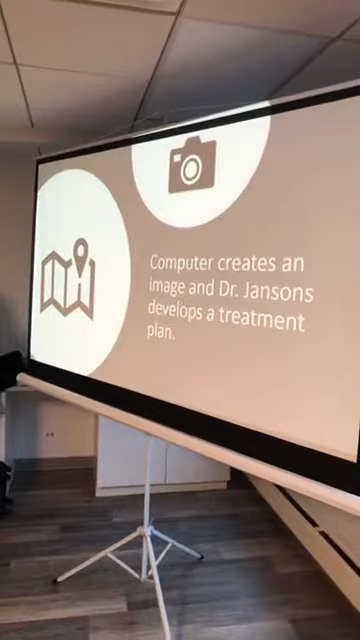 Computer creates an
image and Dr. Jansons
develops a treatment
plan.